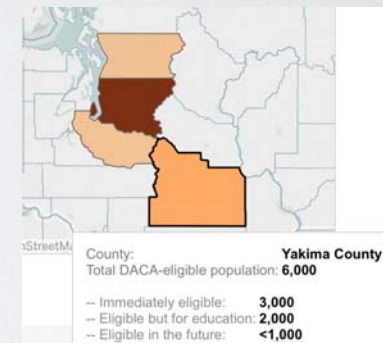 nStreetMa
County: Yakima County
Total DACA-eligible population: 6,000
-- Immediately eligible: 3,000
-- Eligible but for education: 2,000
-- Eligible in the future: <1,000